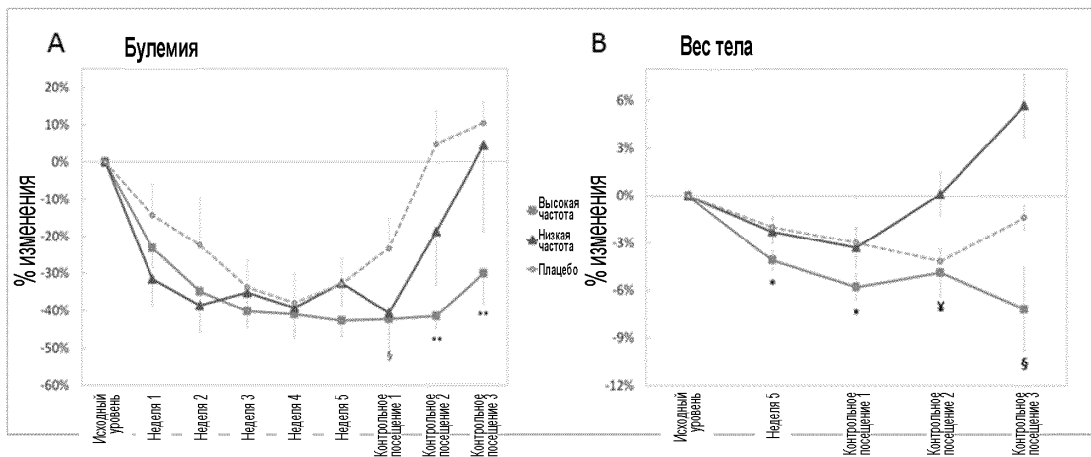 A
Булемия
20%
10%
0%
-10%
-20%
-30%
-40%
-50%
-60%
% изменения
§
**
**
Исходный
уровень
Неделя 1
Неделя 2
Неделя 3
Неделя 4
Неделя 5
Контрольное
посещение 1
Контрольное
посещение 2
Контрольное
посещение 3
Высокая
частота
Низкая
частота
Плацебо
B
Вес тела
6%
3%
0%
-3%
-6%
-9%
-12%
% изменения
*
*
¥
§
Исходный
уровень
Неделя 5
Контрольное
посещение 1
Контрольное
посещение 2
Контрольное
посещение 3